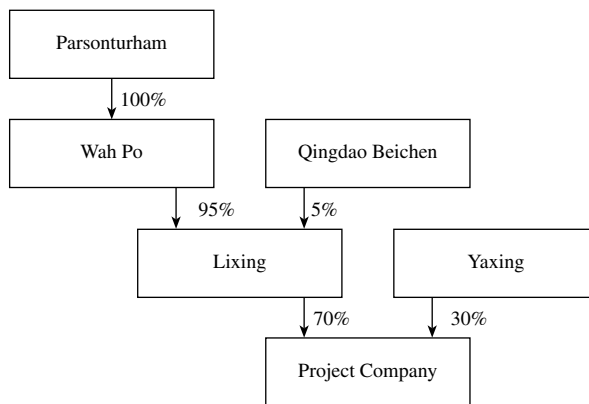 Parsonturham
100%
Wah Po
Qingdao Beichen
95%
5%
Lixing
Yaxing
70%
30%
Project Company